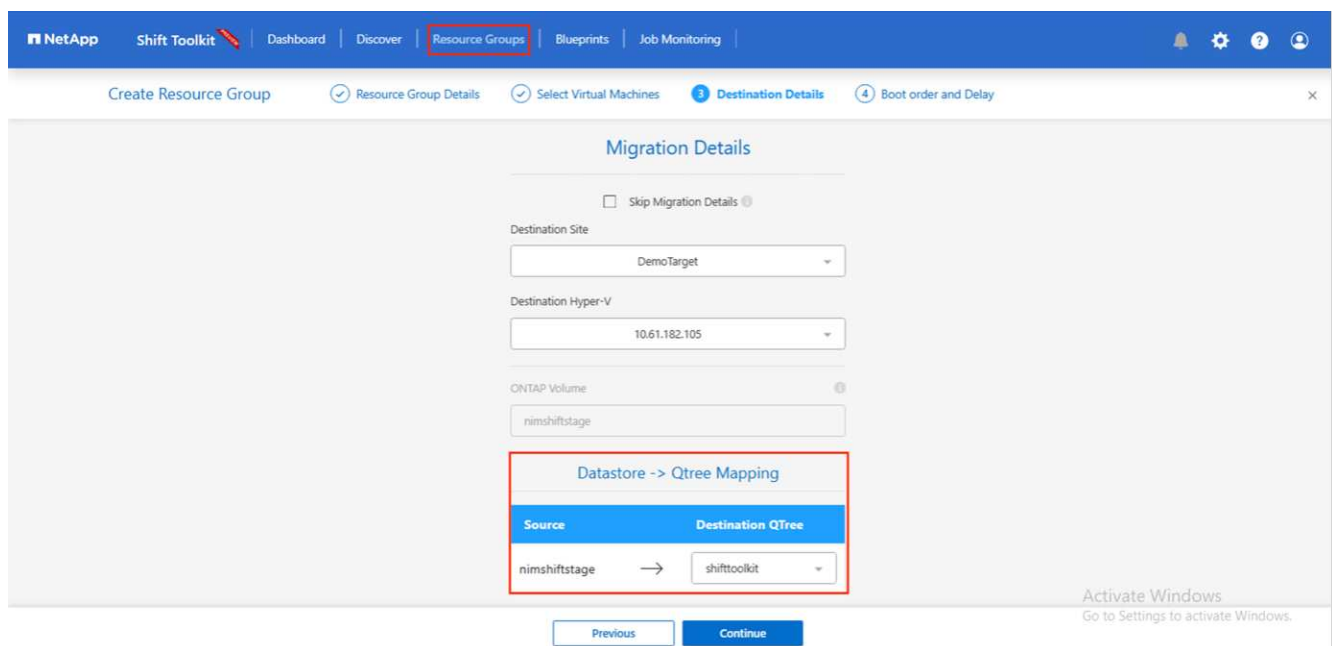 NetApp Shift Toolkit Dashboard Discover Resource Groups Blueprints Job Monitoring ?
Create Resource Group Resource Group Details Select Virtual Machines 3 Destination Details 4 Boot order and Delay
Migration Details
Skip Migration Details
Destination Site
DemoTarget
Destination Hyper-V
10.61.182.105
ONTAP Volume
nimshiftstage
Datastore -> Qtree Mapping
Source Destination QTree
nimshiftstage → shifttoolkit
Activate Windows
Go to Settings to activate Windows.
Previous Continue